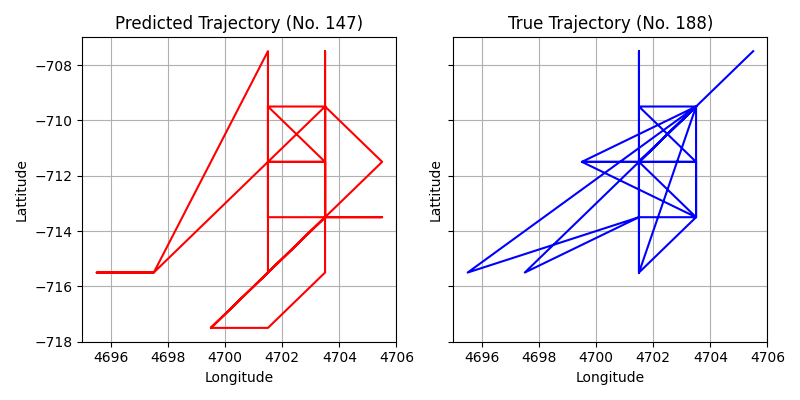 Predicted Trajectory (No. 147)
True Trajectory (No. 188)
Lattitude
−708
−710
−712
−714
−716
−718
4696 4698 4700 4702 4704 4706
Longitude
Lattitude
4696 4698 4700 4702 4704 4706
Longitude